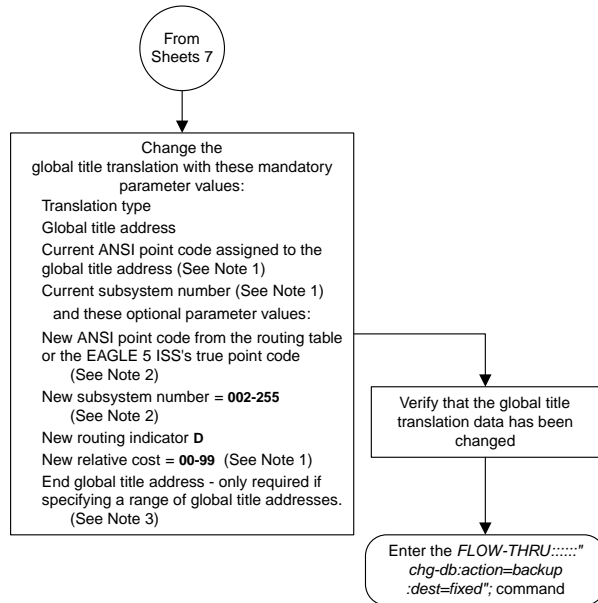 From
Sheets 7
Change the
global title translation with these mandatory
parameter values:
Translation type
Global title address
Current ANSI point code assigned to the
global title address (See Note 1)
Current subsystem number (See Note 1)
and these optional parameter values:
New ANSI point code from the routing table
or the EAGLE 5 ISS's true point code
(See Note 2)
New subsystem number = 002-255
(See Note 2)
New routing indicator D
New relative cost = 00-99 (See Note 1)
End global title address - only required if
specifying a range of global title addresses.
(See Note 3)
Verify that the global title
translation data has been
changed
Enter the FLOW-THRU::::::"
chg-db:action=backup
:dest=fixed"; command